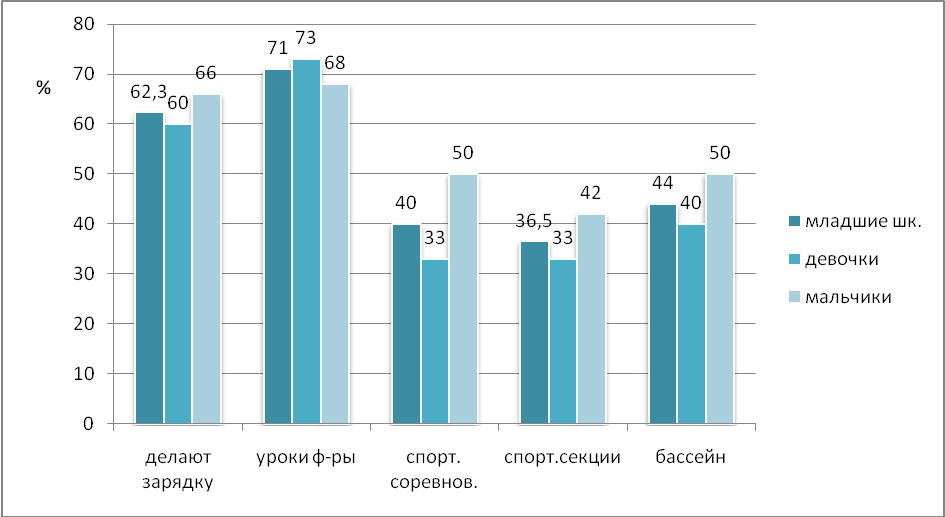 80
70
60
50
40
30
20
10
0
%
62,3
60
66
71
73
68
40
33
50
36,5
33
42
44
40
50
делают
зарядку
уроки ф-ры
спорт.
соревнов.
спорт.секции
бассейн
младшие шк.
девочки
мальчики